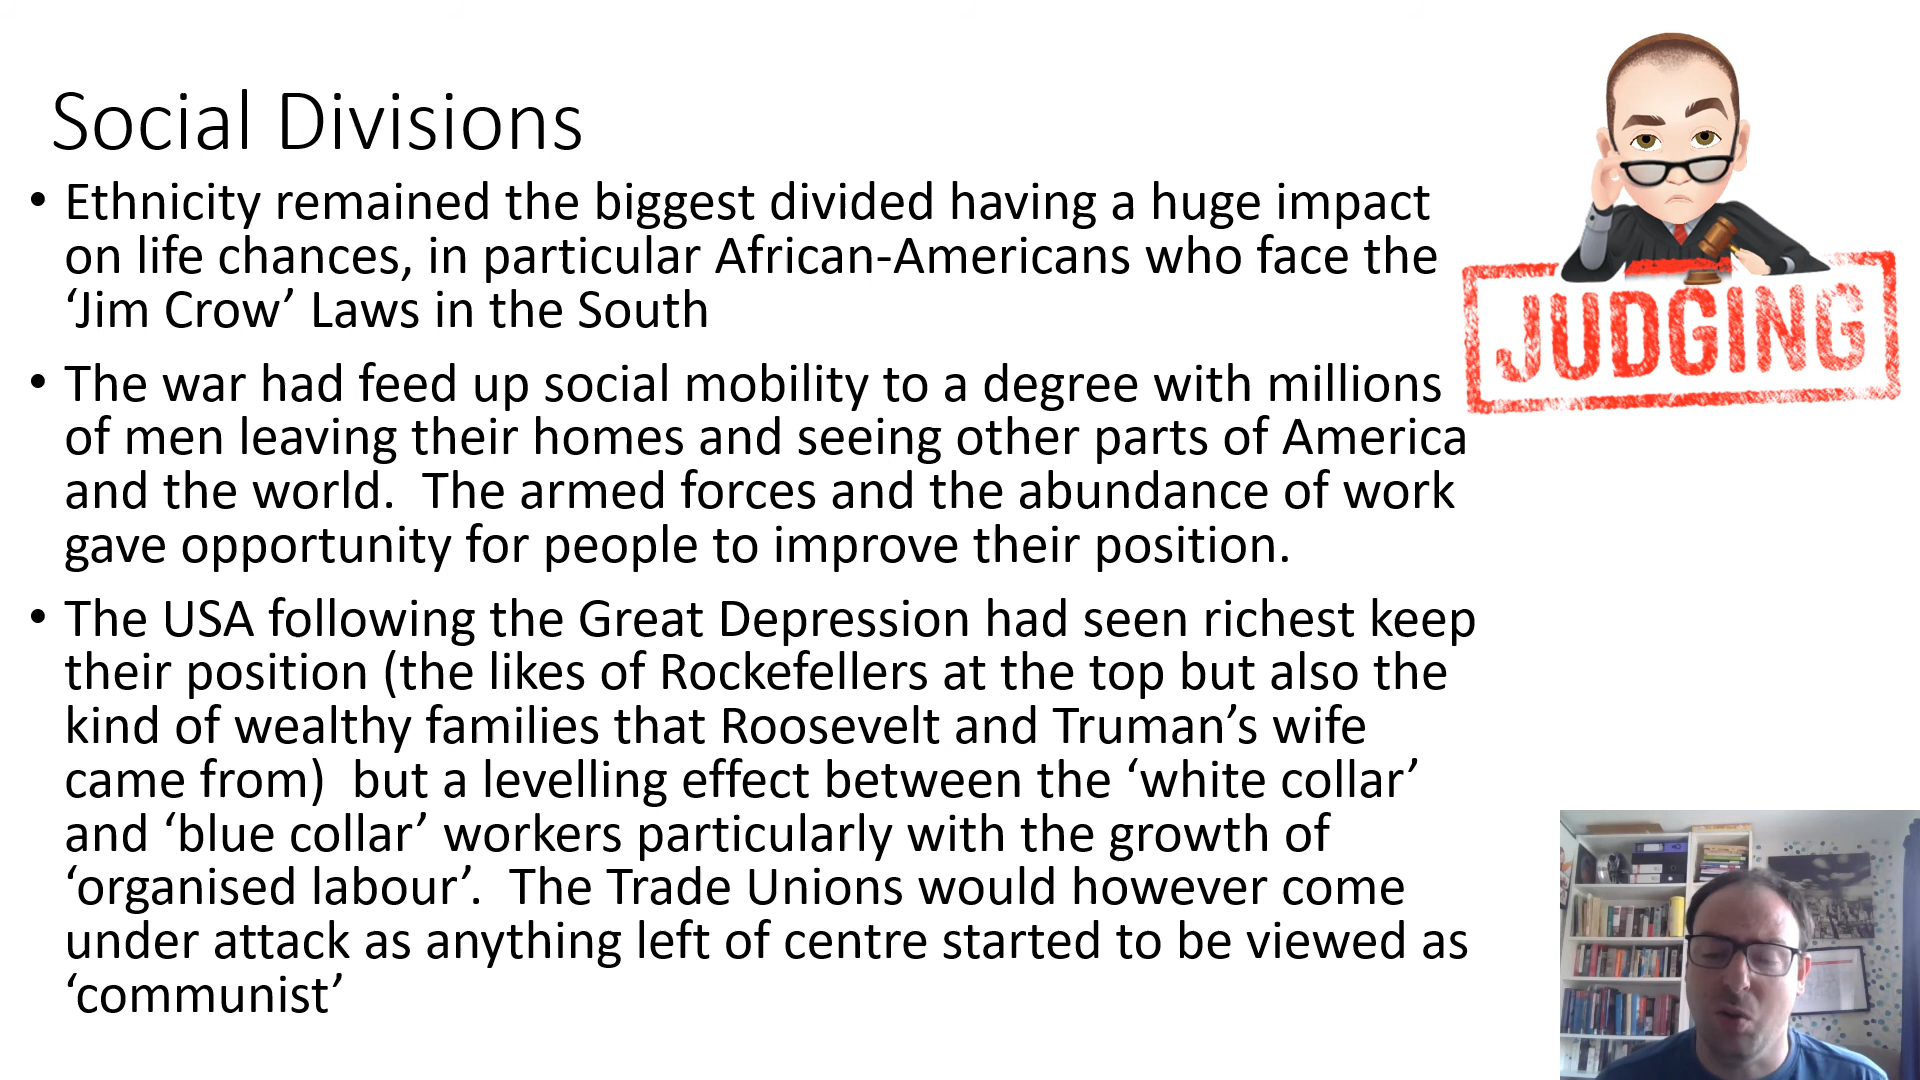 Social Divisions
• Ethnicity remained the biggest divided having a huge impact
on life chances, in particular African-Americans who face the
‘Jim Crow’ Laws in the South
• The war had feed up social mobility to a degree with millions
of men leaving their homes and seeing other parts of America
and the world.  The armed forces and the abundance of work
gave opportunity for people to improve their position.
• The USA following the Great Depression had seen richest keep
their position (the likes of Rockefellers at the top but also the
kind of wealthy families that Roosevelt and Truman’s wife
came from)  but a levelling effect between the ‘white collar’
and ‘blue collar’ workers particularly with the growth of
‘organised labour’.  The Trade Unions would however come
under attack as anything left of centre started to be viewed as
‘communist’
JUDGING